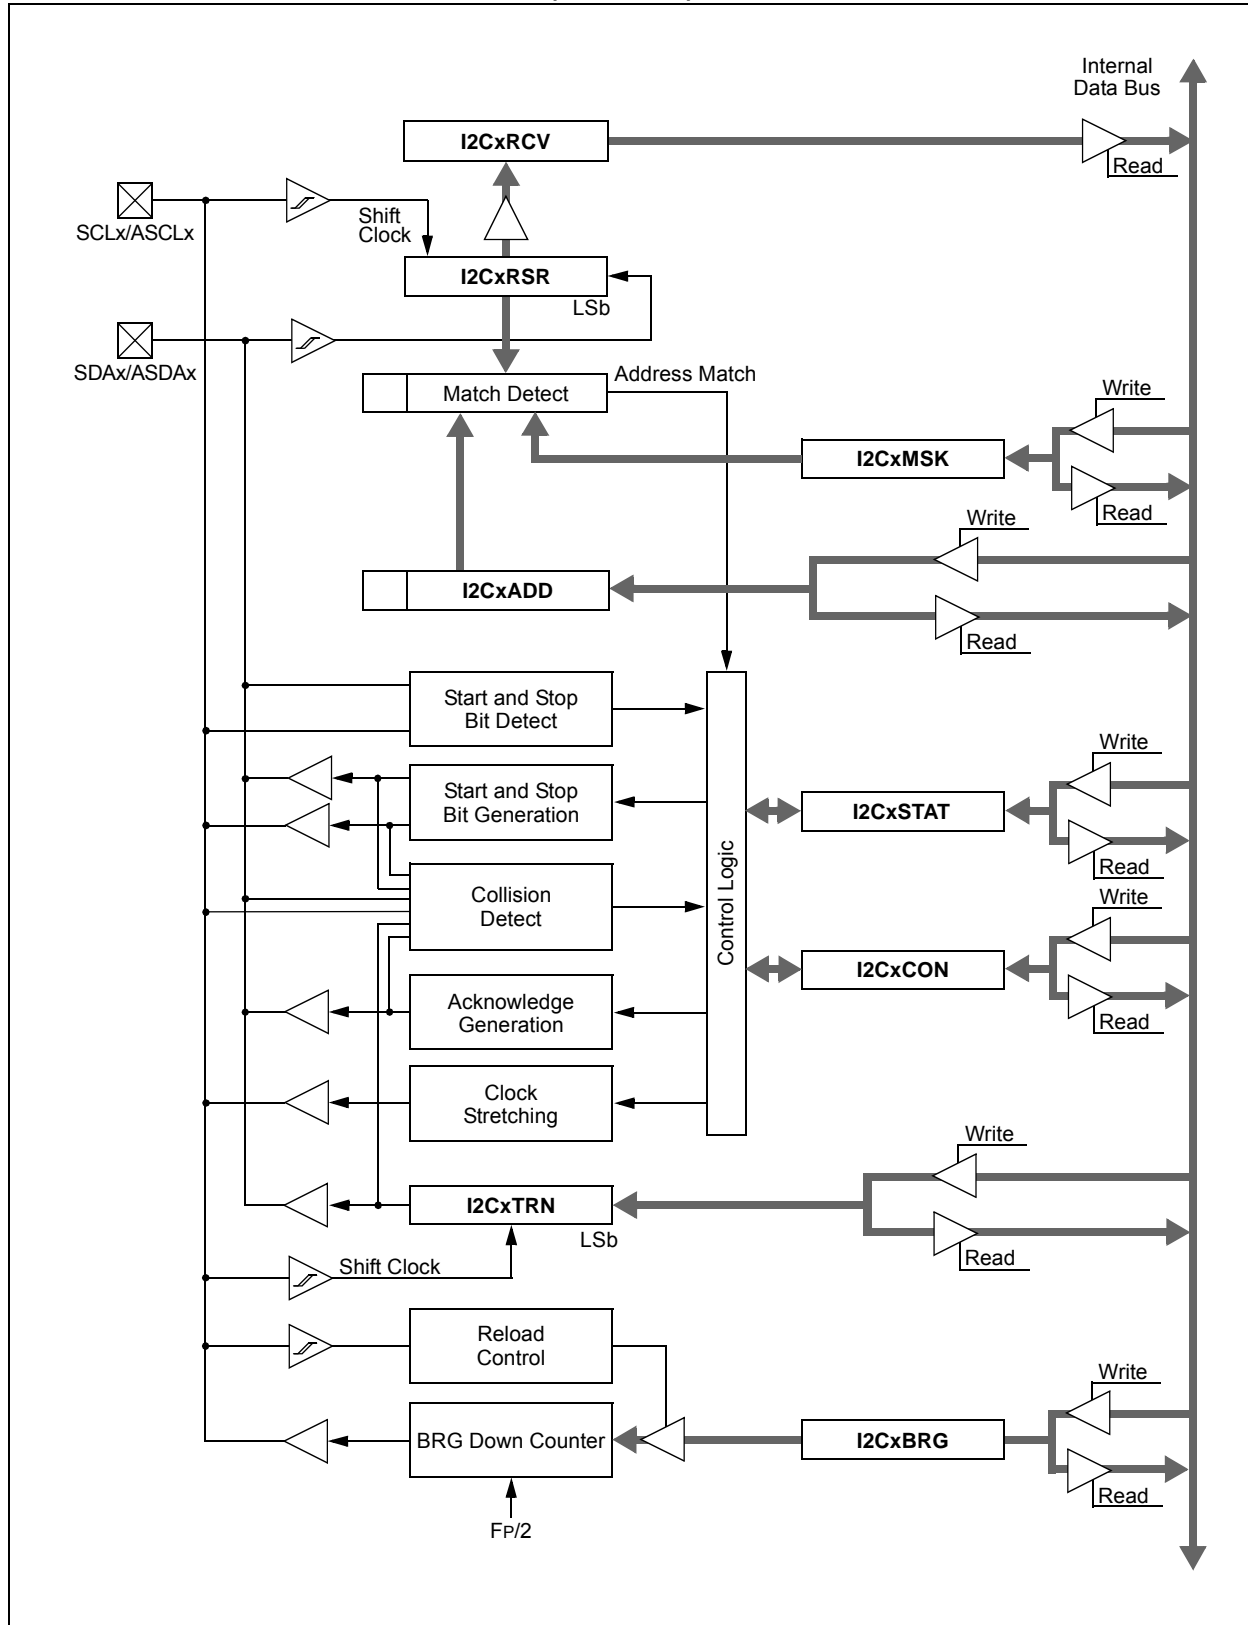 Internal
Data Bus
I2CxRCV
Read
SCLx/ASCLx
Shift
Clock
I2CxRSR
LSb
SDAx/ASDAx
Match Detect
Address Match
Write
I2CxMSK
Read
Write
I2CxADD
Read
Start and Stop
Bit Detect
Start and Stop
Bit Generation
Collision
Detect
Acknowledge
Generation
Clock
Stretching
Control Logic
Write
I2CxSTAT
Read
Write
I2CxCON
Read
Write
I2CxTRN
LSb
Read
Shift Clock
Reload
Control
Write
BRG Down Counter
I2CxBRG
Read
FP/2